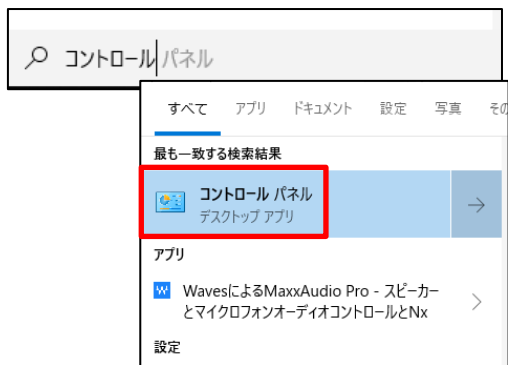 コントロールパネル
すべて アプリ ドキュメント 設定 写真 その
最も一致する検索結果
コントロール パネル
デスクトップ アプリ
アプリ
WavesによるMaxxAudio Pro - スピーカー
とマイクロフォンオーディオコントロールとNx
設定